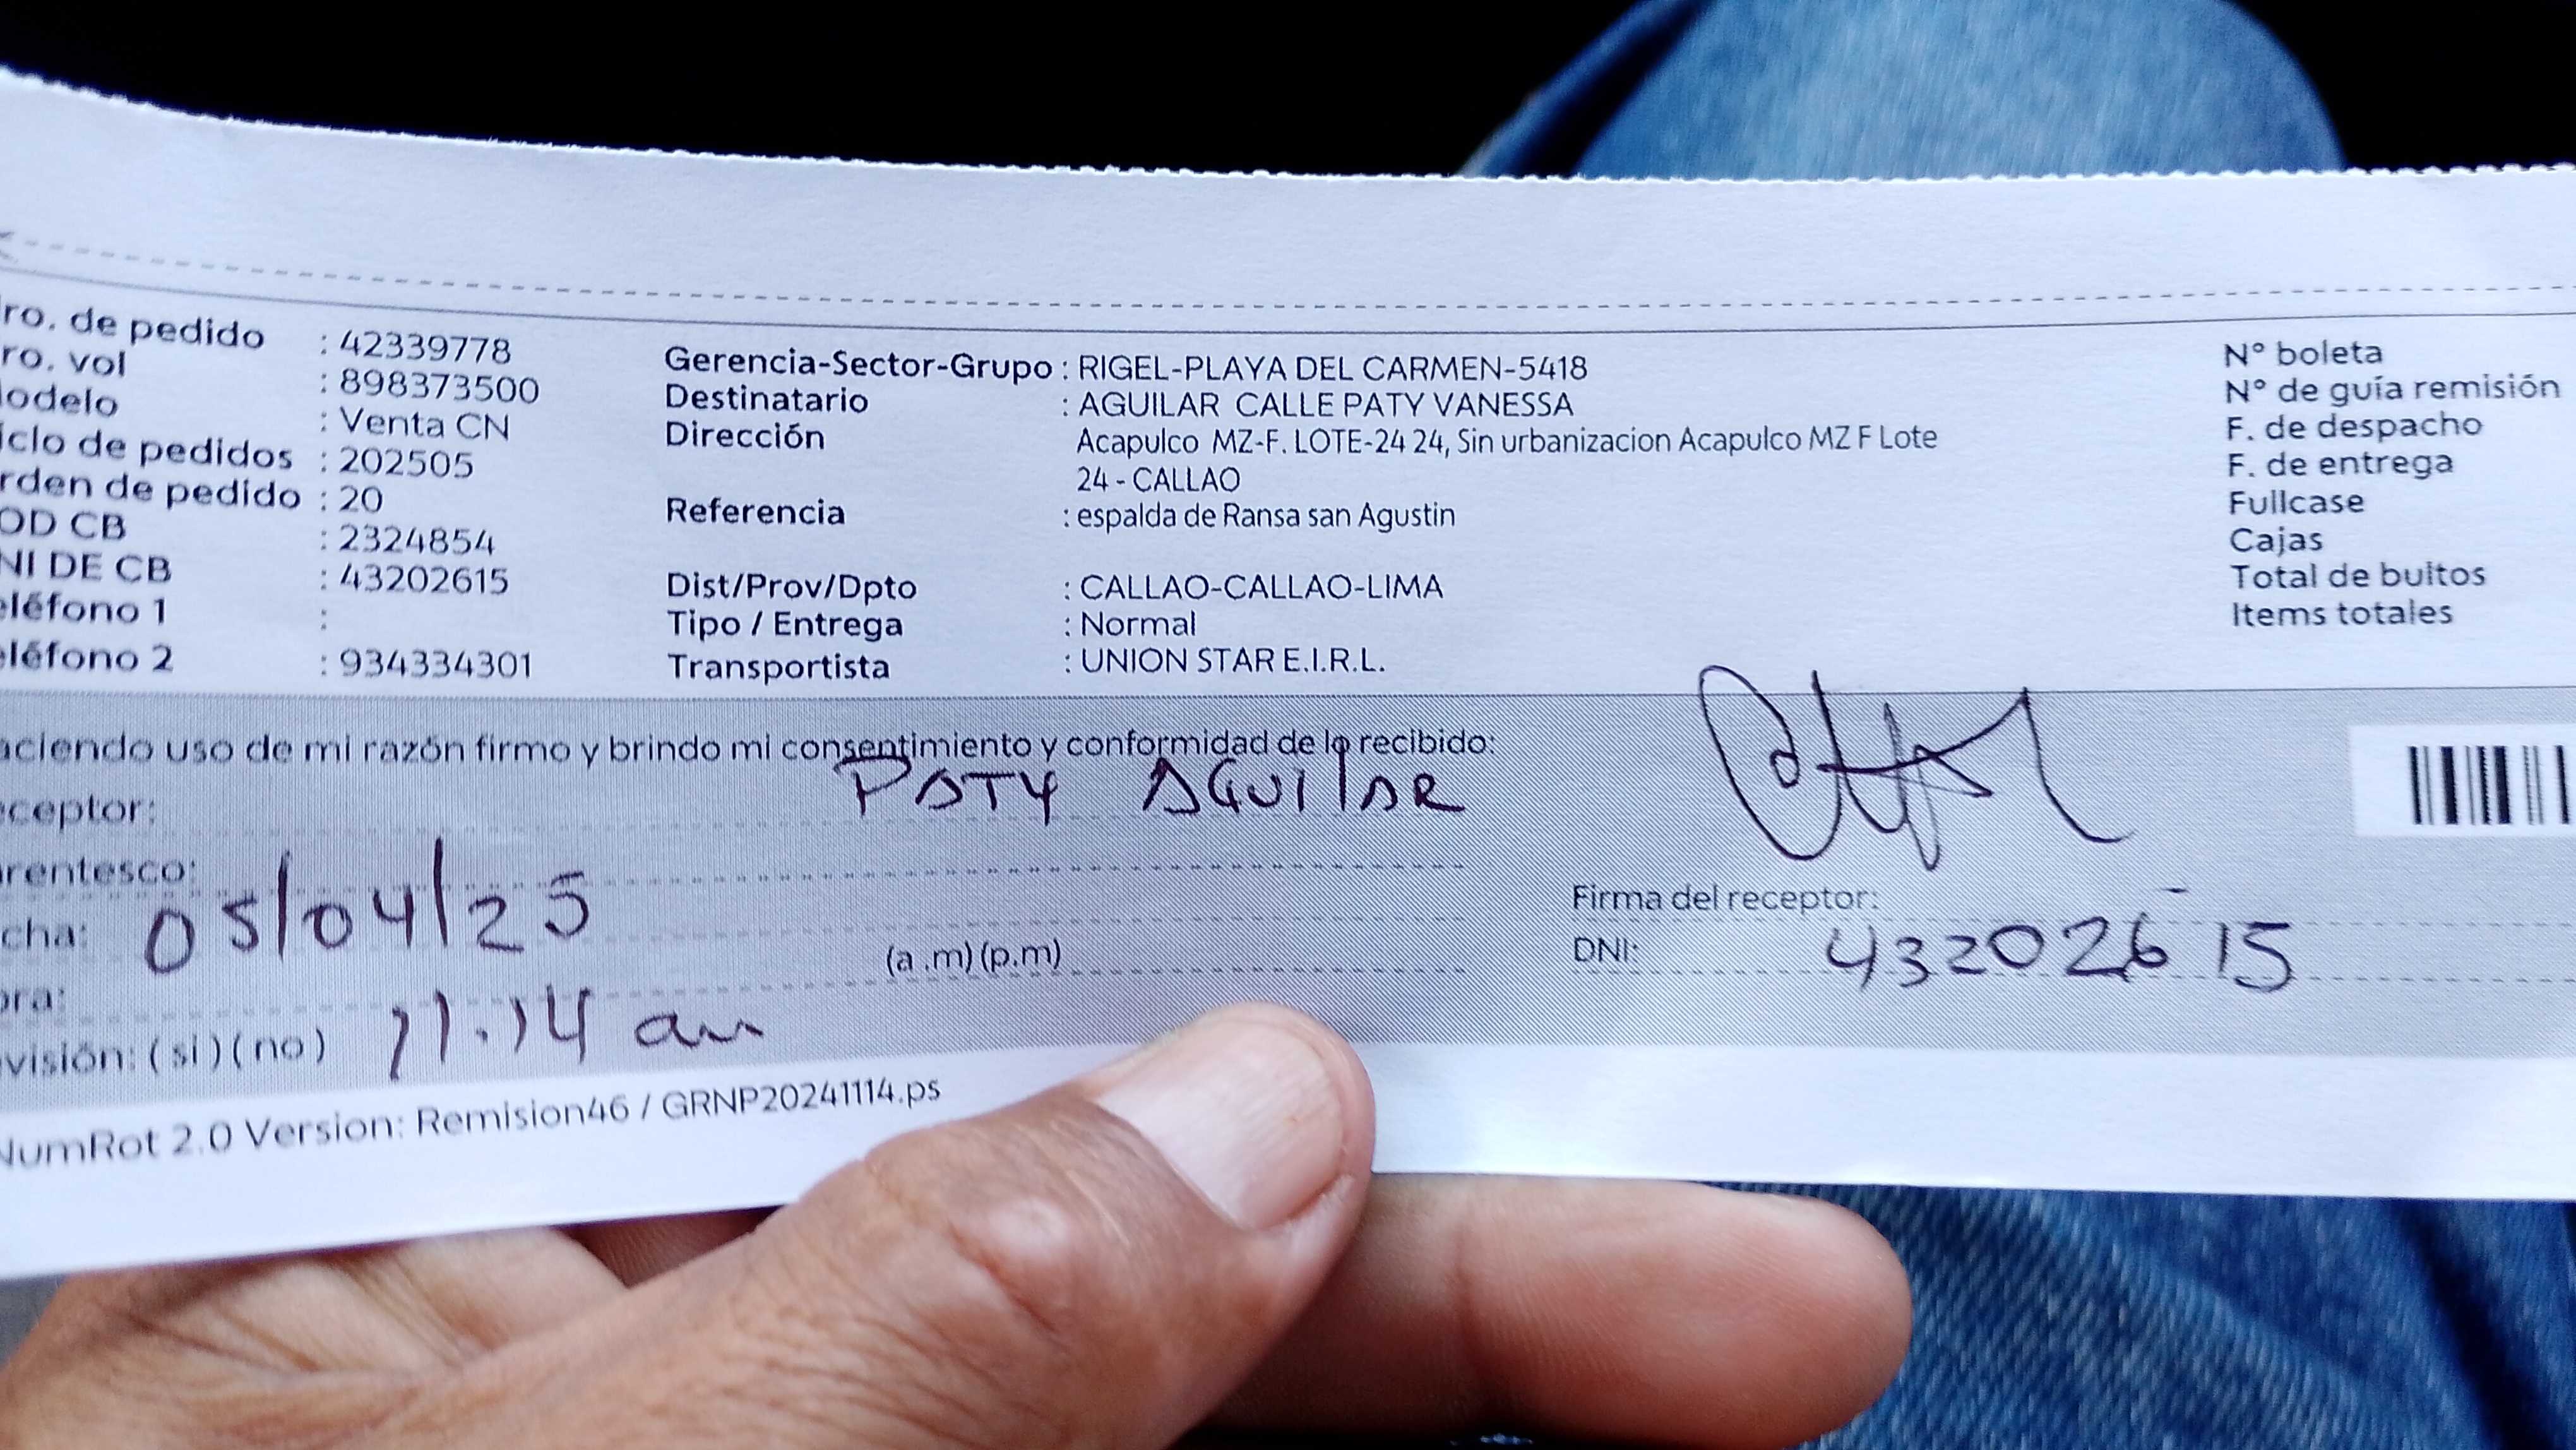 ro. de pedido : 42339778
ro. vol : 898373500
odelo : Venta CN
iclo de pedidos : 202505
rden de pedido : 20
OD CB : 2324854
NI DE CB : 43202615
eléfono 1 :
eléfono 2 : 934334301
Gerencia-Sector-Grupo : RIGEL-PLAYA DEL CARMEN-5418
Destinatario : AGUILAR CALLE PATY VANESSA
Dirección Acapulco MZ-F. LOTE-24 24, Sin urbanizacion Acapulco MZ F Lote
24 - CALLAO
Referencia : espalda de Ransa san Agustin
Dist/Prov/Dpto : CALLAO-CALLAO-LIMA
Tipo / Entrega : Normal
Transportista : UNION STAR E.I.R.L.
N° boleta
N° de guía remisión
F. de despacho
F. de entrega
Fullcase
Cajas
Total de bultos
Items totales
aciendo uso de mi razón firmo y brindo mi consentimiento y conformidad de lo recibido:
ceptor: PATY AGUILAR
rentesco:
cha: 05/04/25
ora: (a.m) (p.m)
visión: (si) (no) 11.14 am
Firma del receptor:
DNI: 43202615
NumRot 2.0 Version: Remision46 / GRNP20241114.ps